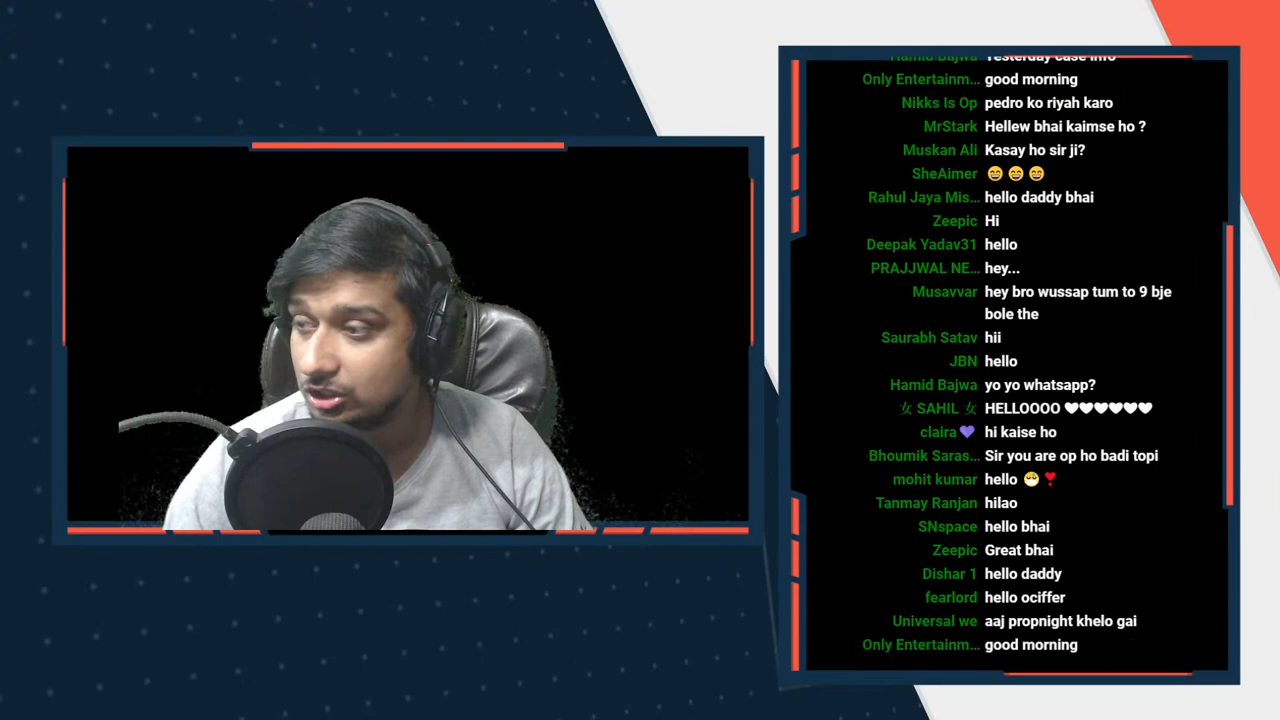 Hamid Bajwa Yesterday case info
Only Entertainm... good morning
Nikks Is Op pedro ko riyah karo
MrStark Hellew bhai kaimse ho ?
Muskan Ali Kasay ho sir ji?
SheAimer 😁 😁 😁
Rahul Jaya Mis... hello daddy bhai
Zeepic Hi
Deepak Yadav31 hello
PRAJJWAL NE... hey...
Musavvar hey bro wussap tum to 9 bje
bole the
Saurabh Satav hii
JBN hello
Hamid Bajwa yo yo whatsapp?
女 SAHIL 女 HELLOOOO 🤍🤍🤍🤍🤍🤍
claira💜 hi kaise ho
Bhoumik Saras... Sir you are op ho badi topi
mohit kumar hello 😷 ❣
Tanmay Ranjan hilao
SNspace hello bhai
Zeepic Great bhai
Dishar 1 hello daddy
fearlord hello ociffer
Universal we aaj propnight khelo gai
Only Entertainm... good morning